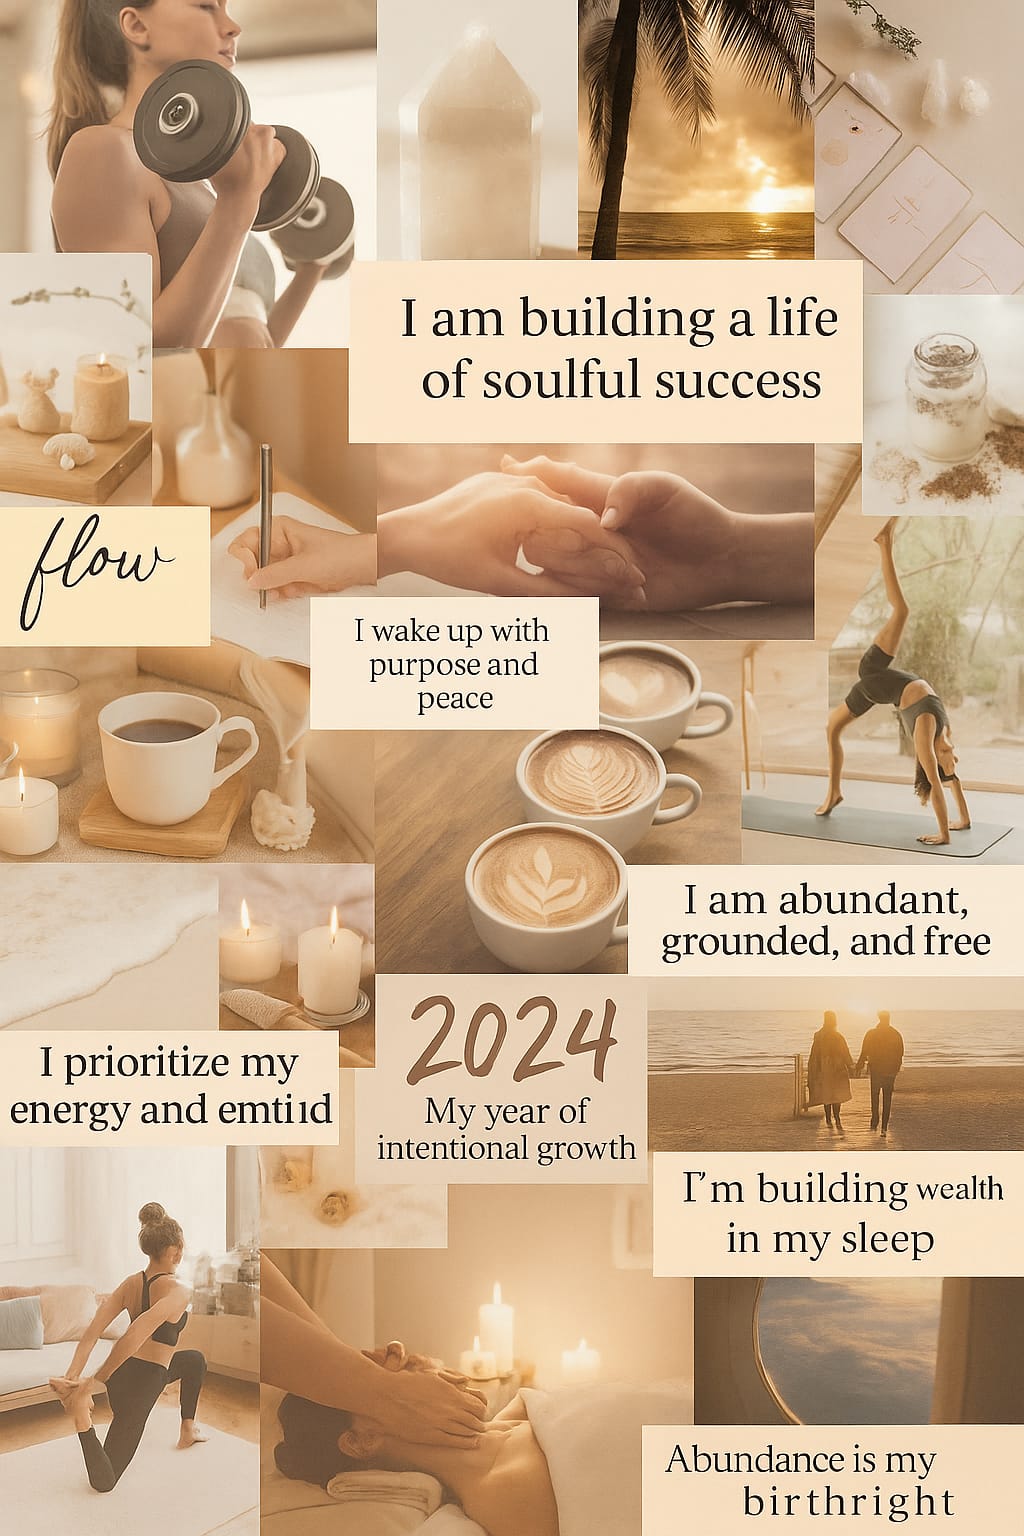 I am building a life
of soulful success
flow
I wake up with
purpose and
peace
I am abundant,
grounded, and free
2024
My year of
intentional growth
I prioritize my
energy and
I'm building wealth
in my sleep
Abundance is my
birthright